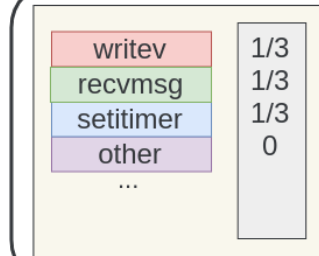 writev 1/3
recvmsg 1/3
setitimer 1/3
other 0
...